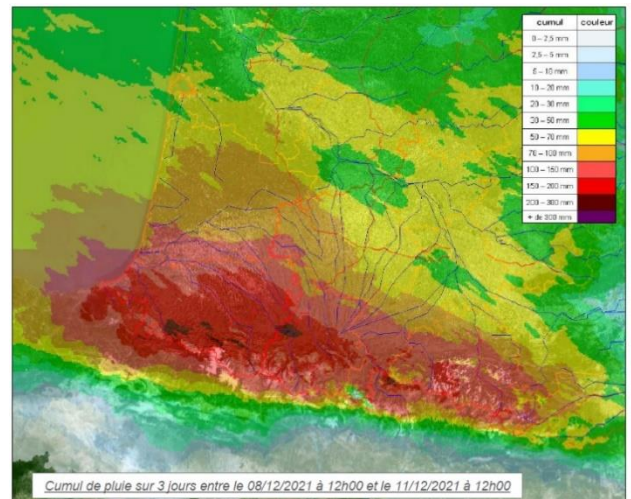 cumul couleur
0 – 2,5 mm
2,5 – 5 mm
5 – 10 mm
10 – 20 mm
20 – 30 mm
30 – 50 mm
50 – 70 mm
70 – 100 mm
100 – 150 mm
150 – 200 mm
200 – 300 mm
+ de 300 mm
Cumul de pluie sur 3 jours entre le 08/12/2021 à 12h00 et le 11/12/2021 à 12h00